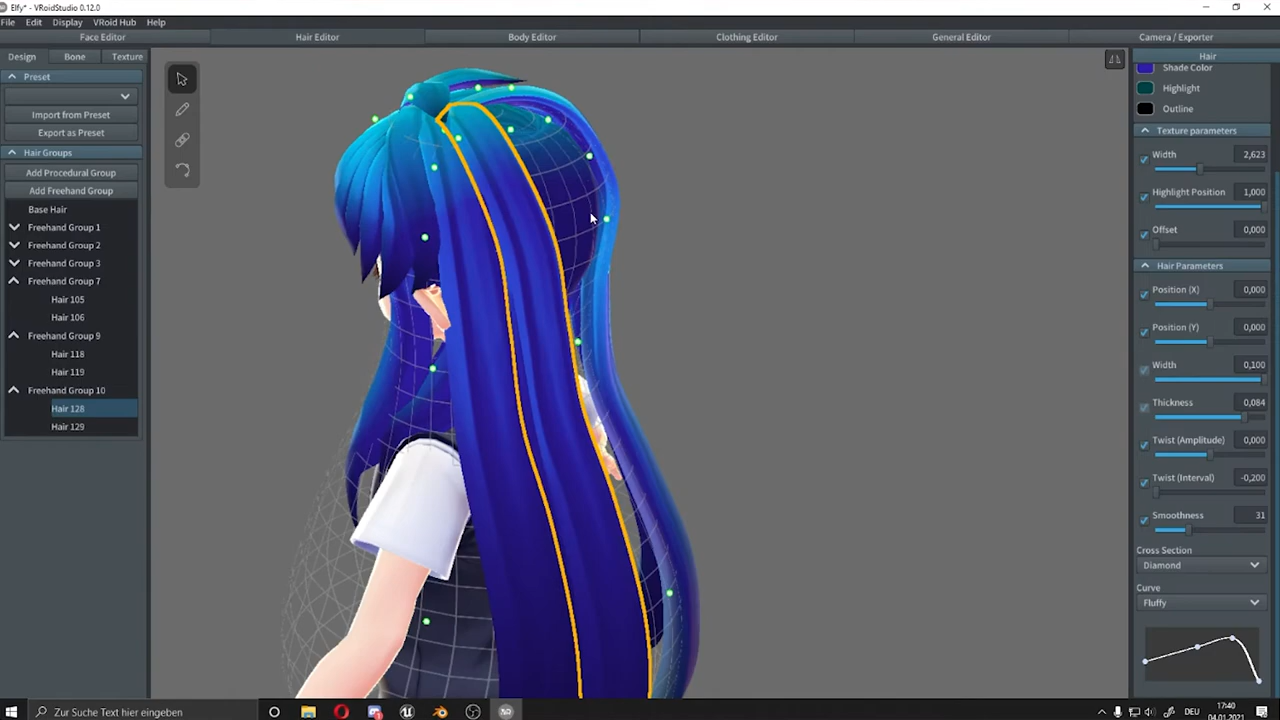 Elfy* - VRoidStudio 0.12.0
File Edit Display VRoid Hub Help
Face Editor Hair Editor Body Editor Clothing Editor General Editor Camera / Exporter
Design Bone Texture
Preset
Import from Preset
Export as Preset
Hair Groups
Add Procedural Group
Add Freehand Group
Base Hair
Freehand Group 1
Freehand Group 2
Freehand Group 3
Freehand Group 7
Hair 105
Hair 106
Freehand Group 9
Hair 118
Hair 119
Freehand Group 10
Hair 128
Hair 129
Hair
Shade Color
Highlight
Outline
Texture parameters
Width 2,623
Highlight Position 1,000
Offset 0,000
Hair Parameters
Position (X) 0,000
Position (Y) 0,000
Width 0,100
Thickness 0,084
Twist (Amplitude) 0,000
Twist (Interval) -0,200
Smoothness 31
Cross Section
Diamond
Curve
Fluffy
Zur Suche Text hier eingeben
DEU
17:40
04.01.2021